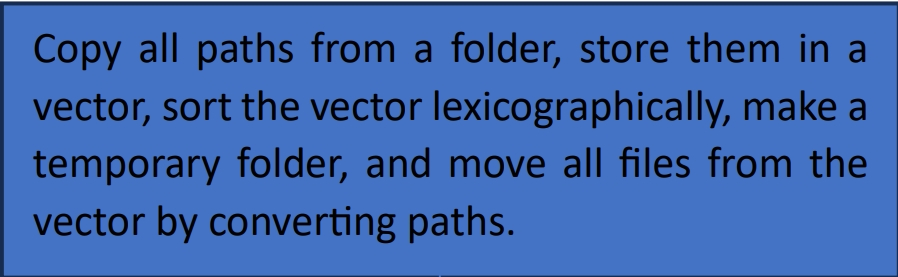 Copy all paths from a folder, store them in a
vector, sort the vector lexicographically, make a
temporary folder, and move all files from the
vector by converting paths.